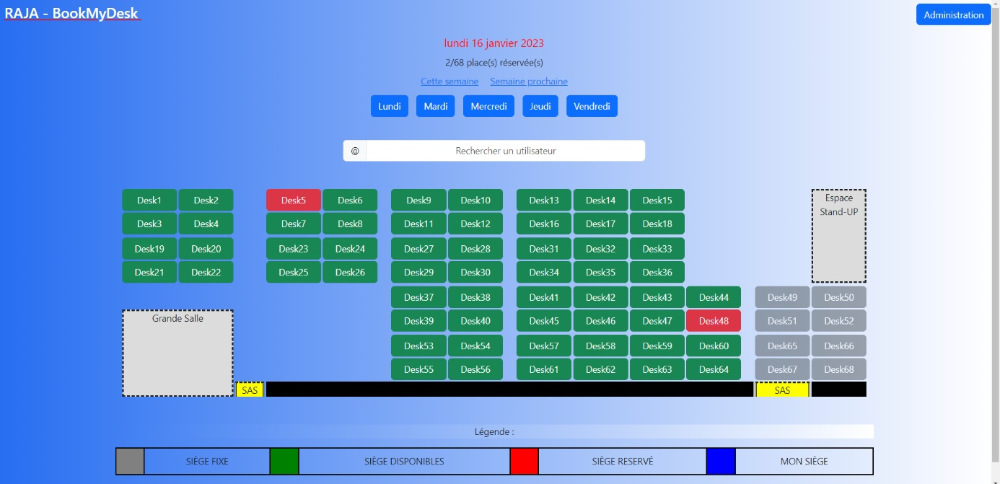 RAJA - BookMyDesk
Administration
lundi 16 janvier 2023
2/68 place(s) réservée(s)
Cette semaine Semaine prochaine
Lundi Mardi Mercredi Jeudi Vendredi
@ Rechercher un utilisateur
Desk1 Desk2 Desk5 Desk6 Desk9 Desk10 Desk13 Desk14 Desk15 Espace
Stand-UP
Desk3 Desk4 Desk7 Desk8 Desk11 Desk12 Desk16 Desk17 Desk18
Desk19 Desk20 Desk23 Desk24 Desk27 Desk28 Desk31 Desk32 Desk33
Desk21 Desk22 Desk25 Desk26 Desk29 Desk30 Desk34 Desk35 Desk36
Desk37 Desk38 Desk41 Desk42 Desk43 Desk44 Desk49 Desk50
Grande Salle Desk39 Desk40 Desk45 Desk46 Desk47 Desk48 Desk51 Desk52
Desk53 Desk54 Desk57 Desk58 Desk59 Desk60 Desk65 Desk66
Desk55 Desk56 Desk61 Desk62 Desk63 Desk64 Desk67 Desk68
SAS SAS
Légende :
SIÈGE FIXE SIÈGE DISPONIBLES SIÈGE RESERVÉ MON SIÈGE